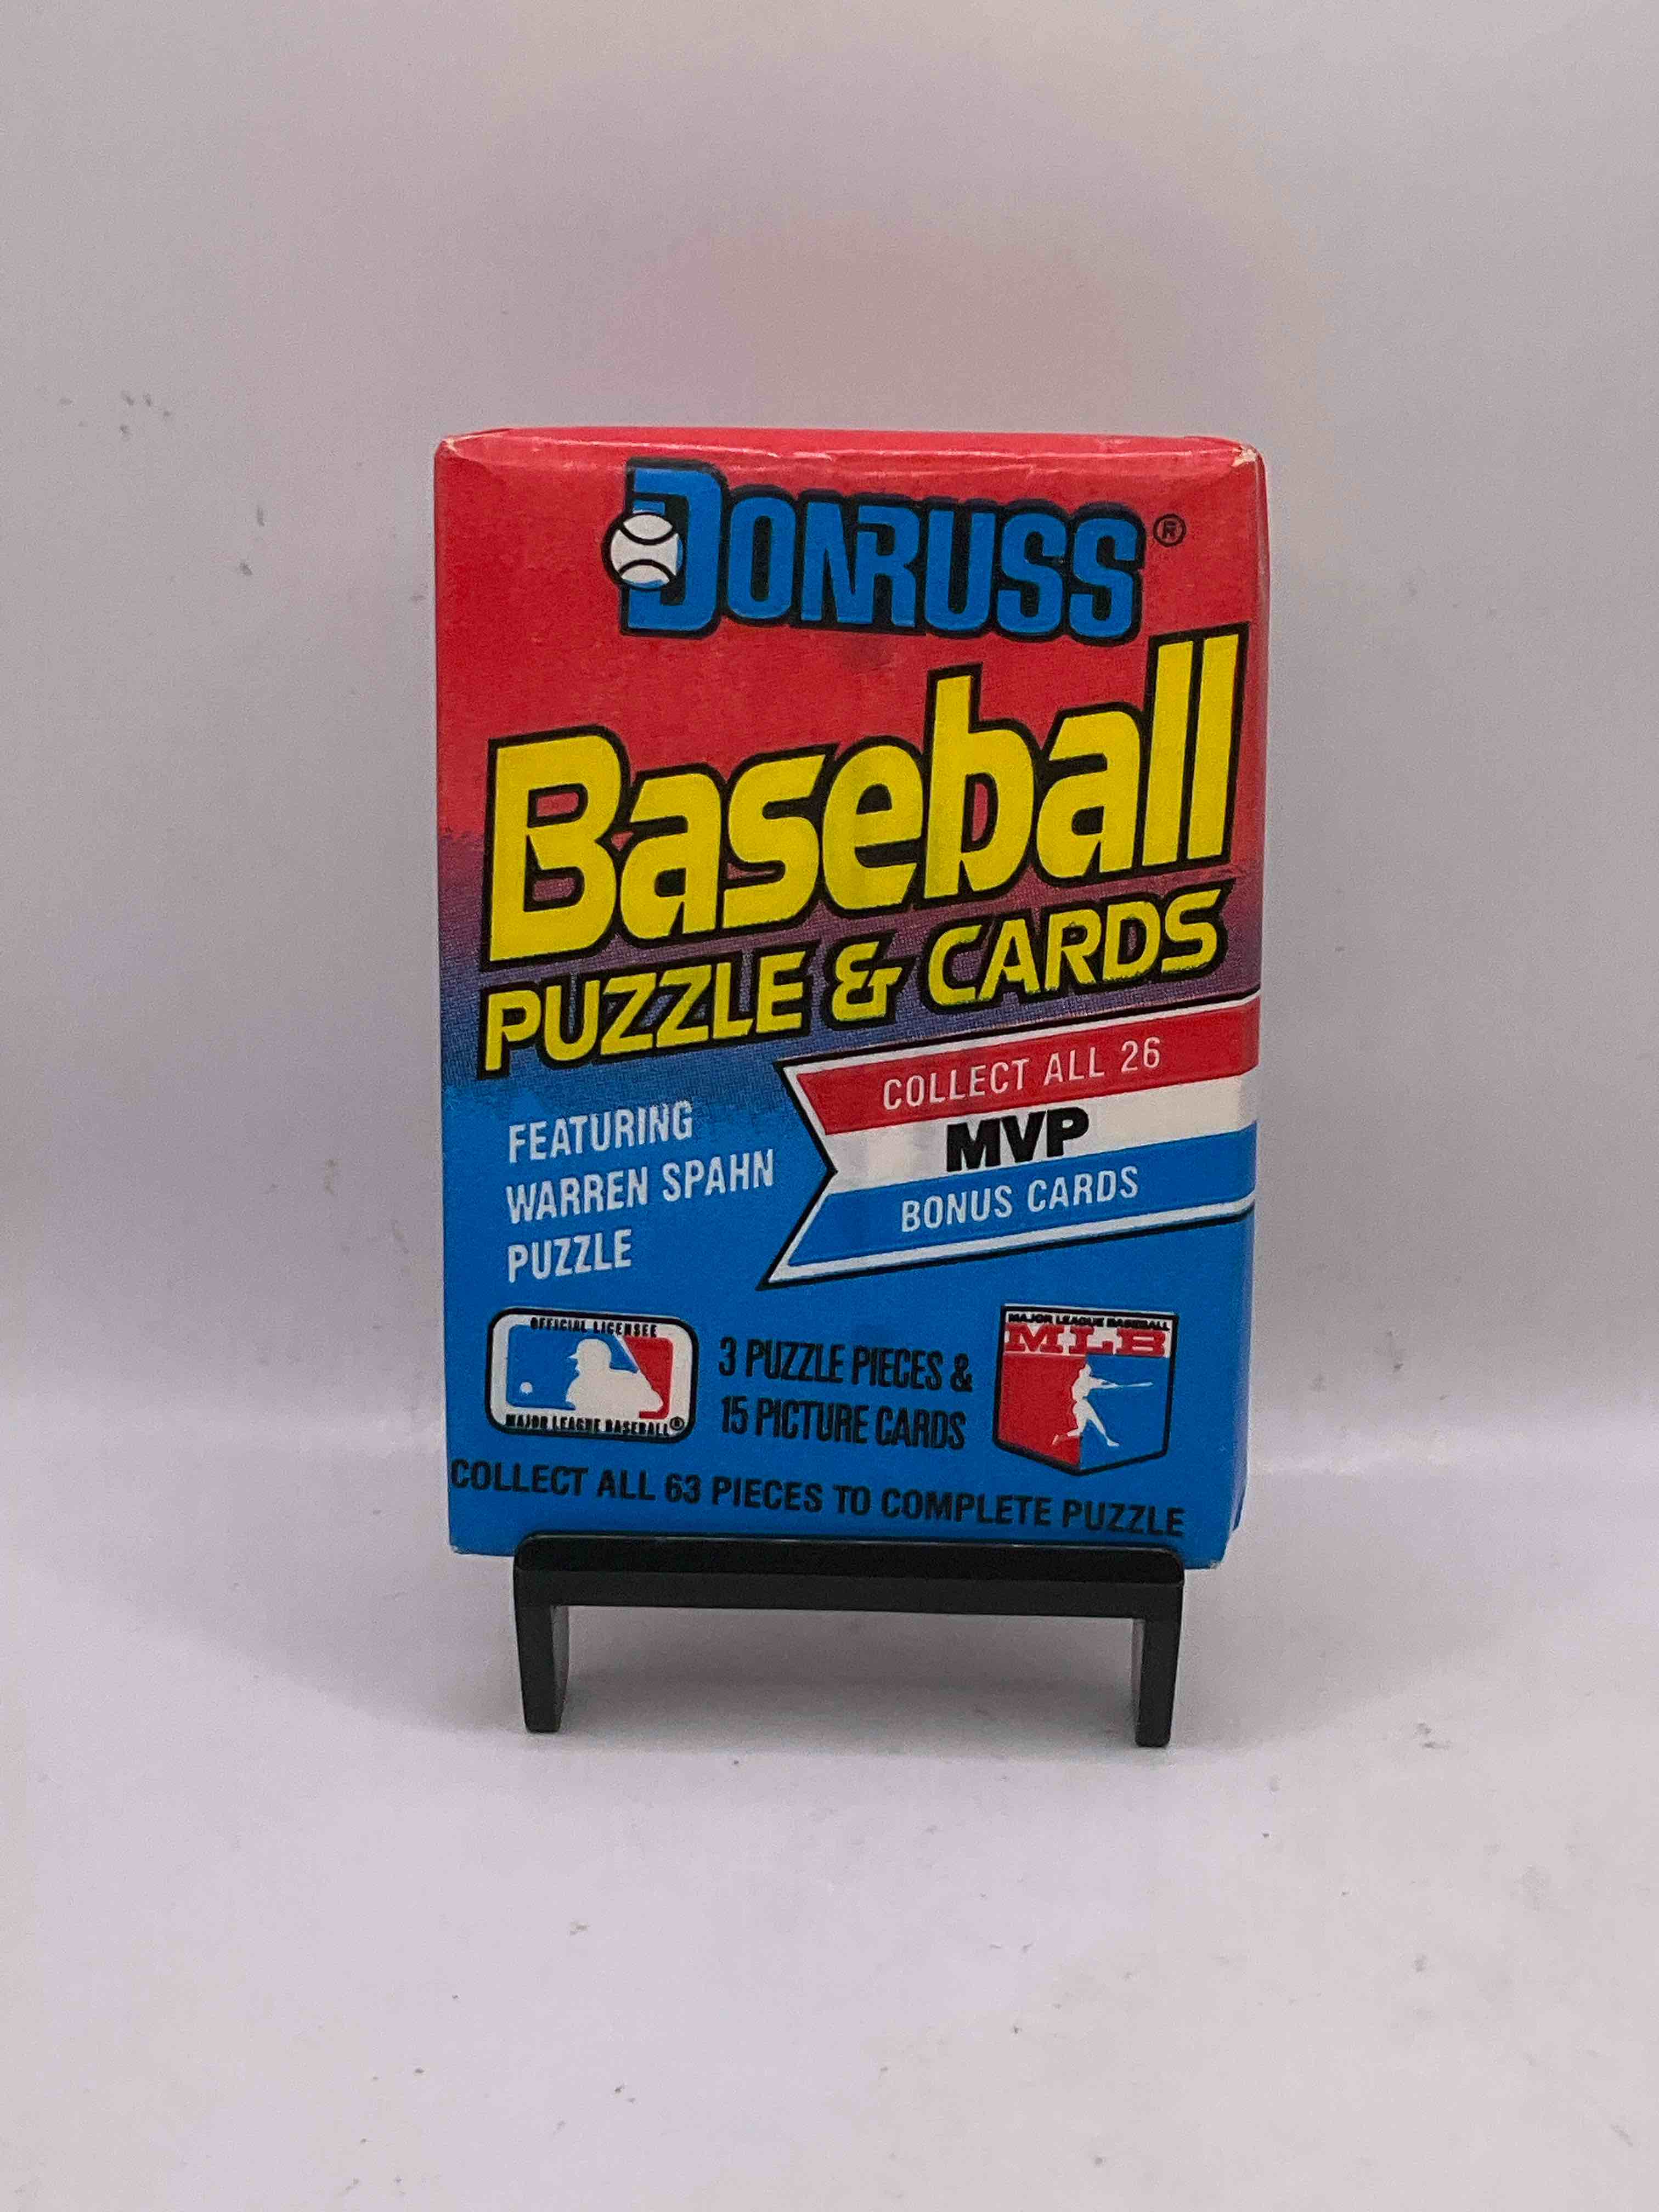 DONRUSS®
Baseball
PUZZLE & CARDS
COLLECT ALL 26
MVP
BONUS CARDS
FEATURING
WARREN SPAHN
PUZZLE
OFFICIAL LICENSEE
MAJOR LEAGUE BASEBALL®
3 PUZZLE PIECES &
15 PICTURE CARDS
MAJOR LEAGUE BASEBALL
MLB
COLLECT ALL 63 PIECES TO COMPLETE PUZZLE